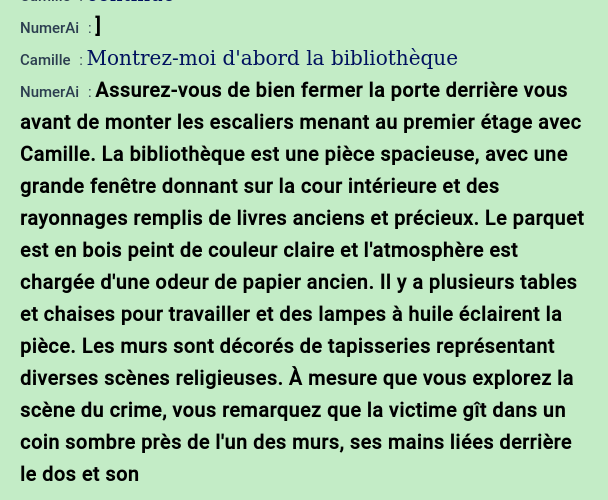 NumerAi : ]
Camille : Montrez-moi d'abord la bibliothèque
NumerAi : Assurez-vous de bien fermer la porte derrière vous
avant de monter les escaliers menant au premier étage avec
Camille. La bibliothèque est une pièce spacieuse, avec une
grande fenêtre donnant sur la cour intérieure et des
rayonnages remplis de livres anciens et précieux. Le parquet
est en bois peint de couleur claire et l'atmosphère est
chargée d'une odeur de papier ancien. Il y a plusieurs tables
et chaises pour travailler et des lampes à huile éclairent la
pièce. Les murs sont décorés de tapisseries représentant
diverses scènes religieuses. À mesure que vous explorez la
scène du crime, vous remarquez que la victime gît dans un
coin sombre près de l'un des murs, ses mains liées derrière
le dos et son